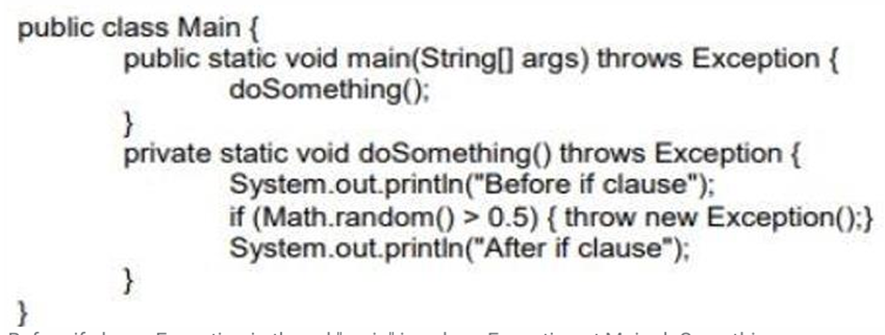 public class Main {
public static void main(String[] args) throws Exception {
doSomething();
}
private static void doSomething() throws Exception {
System.out.println("Before if clause");
if (Math.random() > 0.5) { throw new Exception();}
System.out.println("After if clause");
}
}